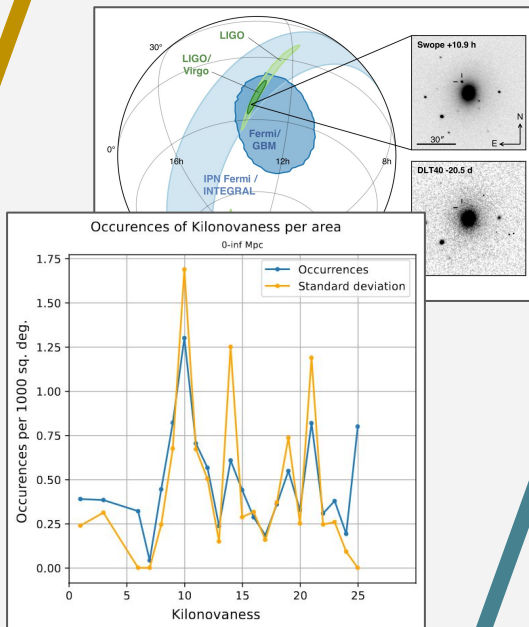 LIGO
LIGO/
Virgo
Fermi/
GBM
IPN Fermi /
INTEGRAL
30°
0°
16h
12h
8h
Swope +10.9 h
30"
N
E
DLT40 -20.5 d
Occurences of Kilonovaness per area
0-inf Mpc
Occurrences
Standard deviation
Occurences per 1000 sq. deg.
1.75
1.50
1.25
1.00
0.75
0.50
0.25
0.00
0
5
10
15
20
25
30
Kilonovaness